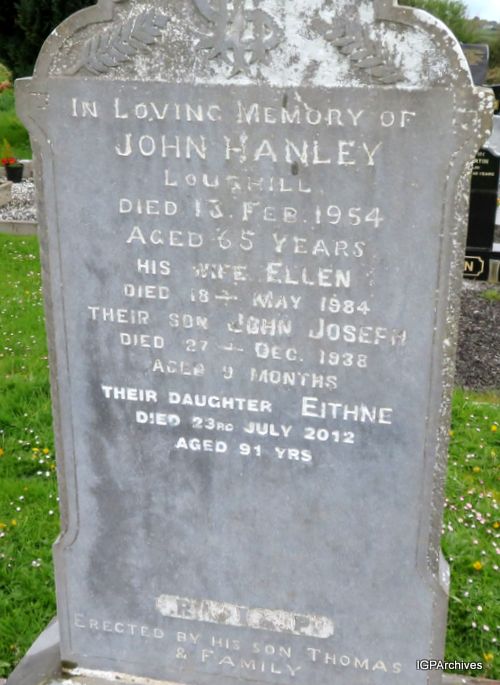 IHS
IN LOVING MEMORY OF
JOHN HANLEY
LOUGHILL
DIED 13. FEB. 1954
AGED 65 YEARS
HIS WIFE ELLEN
DIED 18TH MAY 1984
THEIR SON JOHN JOSEPH
DIED 27TH DEC. 1938
AGED 9 MONTHS
THEIR DAUGHTER EITHNE
DIED 23RD JULY 2012
AGED 91 YRS
R.I.P.
ERECTED BY HIS SON THOMAS
& FAMILY
IGPArchives